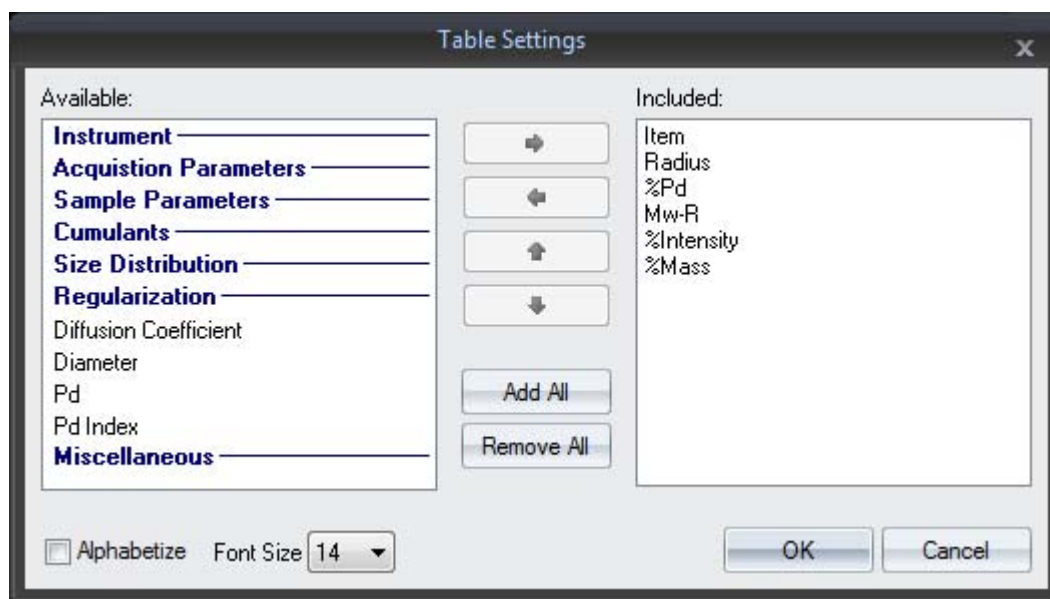 Table Settings
x
Available:
Instrument
Acquistion Parameters
Sample Parameters
Cumulants
Size Distribution
Regularization
Diffusion Coefficient
Diameter
Pd
Pd Index
Miscellaneous
Add All
Remove All
Included:
Item
Radius
%Pd
Mw-R
%Intensity
%Mass
Alphabetize Font Size 14
OK Cancel